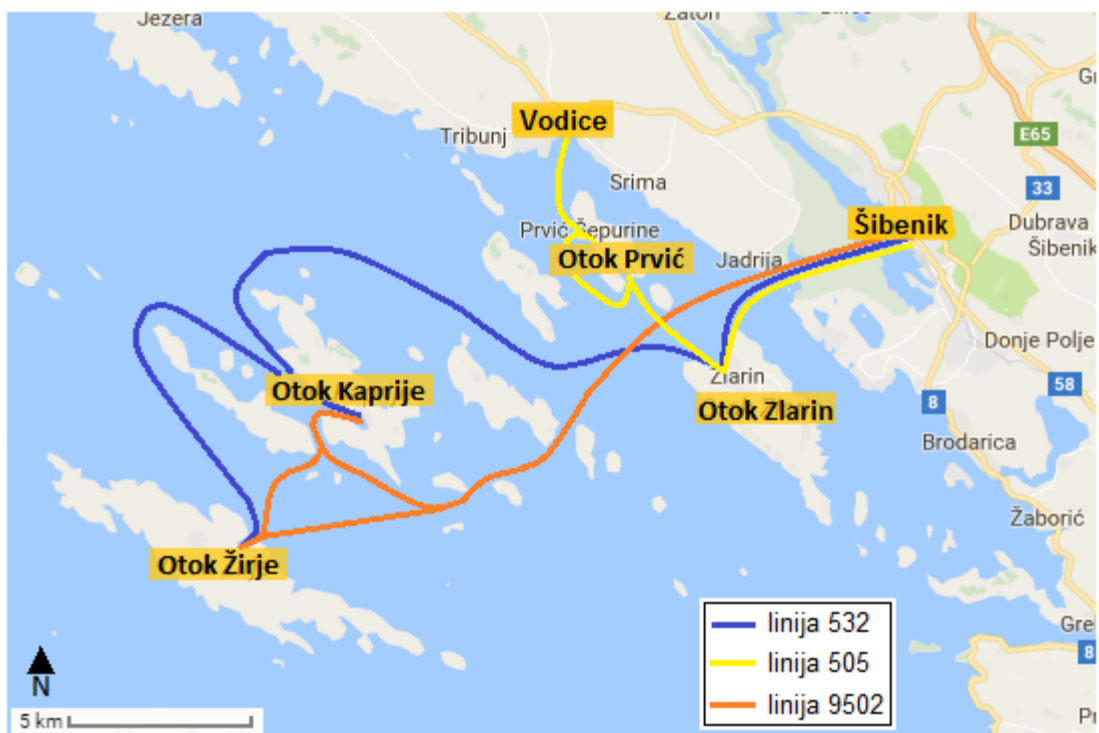 Jezera
Zaton
Vodice
Tribunj
E65
Srima
33
Prvić Šepurine
Šibenik
Dubrava
Šibenik
Otok Prvić
Jadrija
Donje Polje
Zlarin
58
Otok Kaprije
Otok Zlarin
8
Brodarica
Žaborić
Otok Žirje
linija 532
linija 505
linija 9502
8
N
5 km